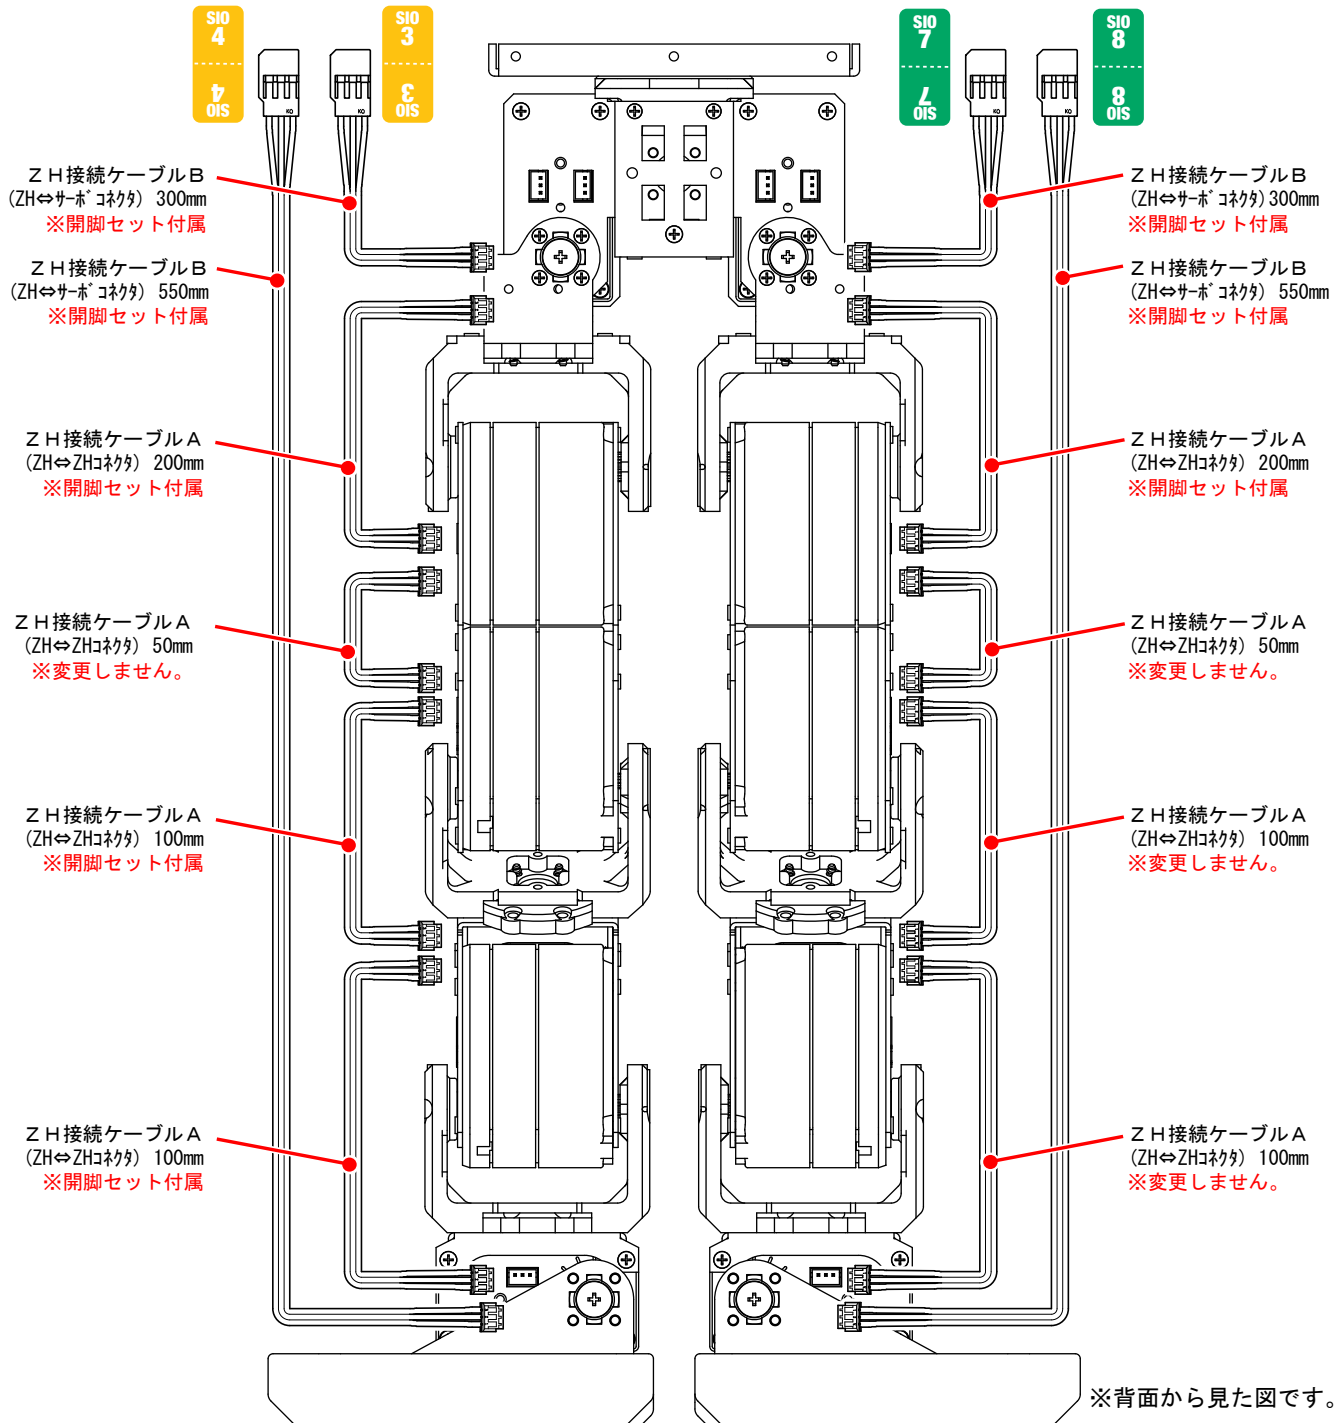 SIO
4
SIO
4
SIO
3
SIO
3
SIO
7
SIO
7
SIO
8
SIO
8
KO
KO
KO
KO
ＺＨ接続ケーブルＢ
(ZH⇔ｻｰﾎﾞｺﾈｸﾀ) 300mm
※開脚セット付属
ＺＨ接続ケーブルＢ
(ZH⇔ｻｰﾎﾞｺﾈｸﾀ) 550mm
※開脚セット付属
ＺＨ接続ケーブルＡ
(ZH⇔ZHｺﾈｸﾀ) 200mm
※開脚セット付属
ＺＨ接続ケーブルＡ
(ZH⇔ZHｺﾈｸﾀ) 50mm
※変更しません。
ＺＨ接続ケーブルＡ
(ZH⇔ZHｺﾈｸﾀ) 100mm
※開脚セット付属
ＺＨ接続ケーブルＡ
(ZH⇔ZHｺﾈｸﾀ) 100mm
※開脚セット付属
ＺＨ接続ケーブルＢ
(ZH⇔ｻｰﾎﾞｺﾈｸﾀ) 300mm
※開脚セット付属
ＺＨ接続ケーブルＢ
(ZH⇔ｻｰﾎﾞｺﾈｸﾀ) 550mm
※開脚セット付属
ＺＨ接続ケーブルＡ
(ZH⇔ZHｺﾈｸﾀ) 200mm
※開脚セット付属
ＺＨ接続ケーブルＡ
(ZH⇔ZHｺﾈｸﾀ) 50mm
※変更しません。
ＺＨ接続ケーブルＡ
(ZH⇔ZHｺﾈｸﾀ) 100mm
※変更しません。
ＺＨ接続ケーブルＡ
(ZH⇔ZHｺﾈｸﾀ) 100mm
※変更しません。
※背面から見た図です。